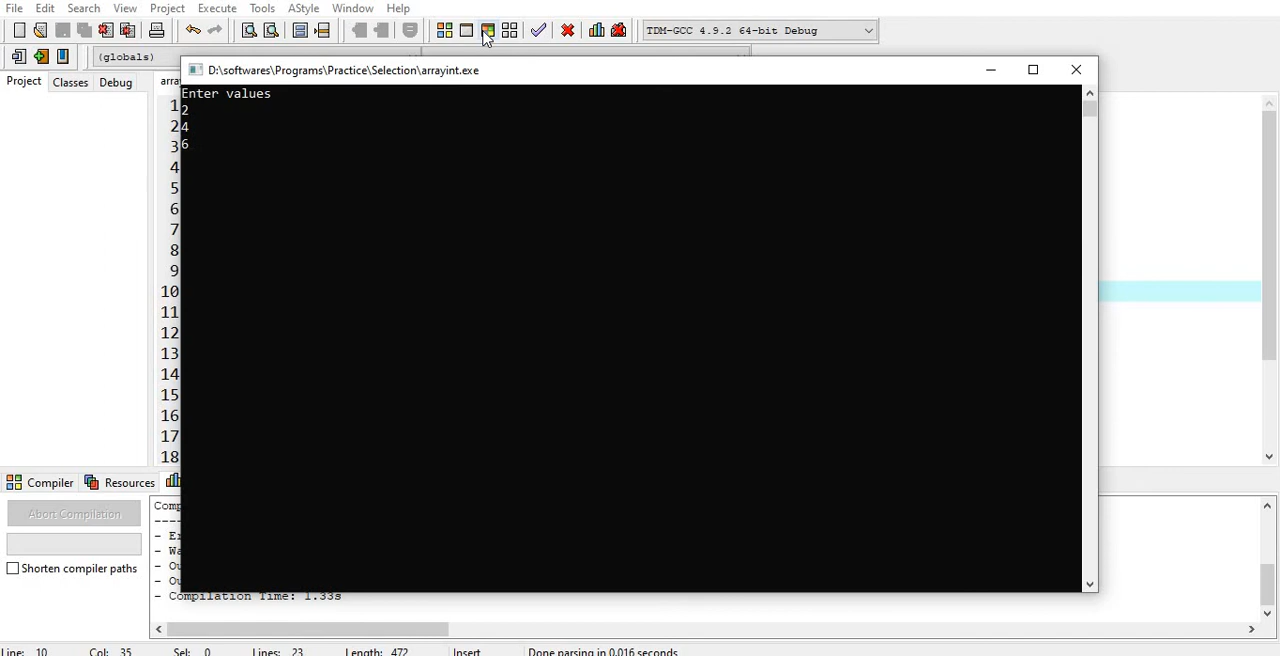 File Edit Search View Project Execute Tools AStyle Window Help
TDM-GCC 4.9.2 64-bit Debug
(globals)
D:\softwares\Programs\Practice\Selection\arrayint.exe
Project Classes Debug
Enter values
2
4
6
1
2
3
4
5
6
7
8
9
10
11
12
13
14
15
16
17
18
Compiler Resources
Abort Compilation
Shorten compiler paths
- Compilation Time: 1.33s
Line: 10 Col: 35 Sel: 0 Lines: 23 Length: 472 Insert Done parsing in 0.016 seconds